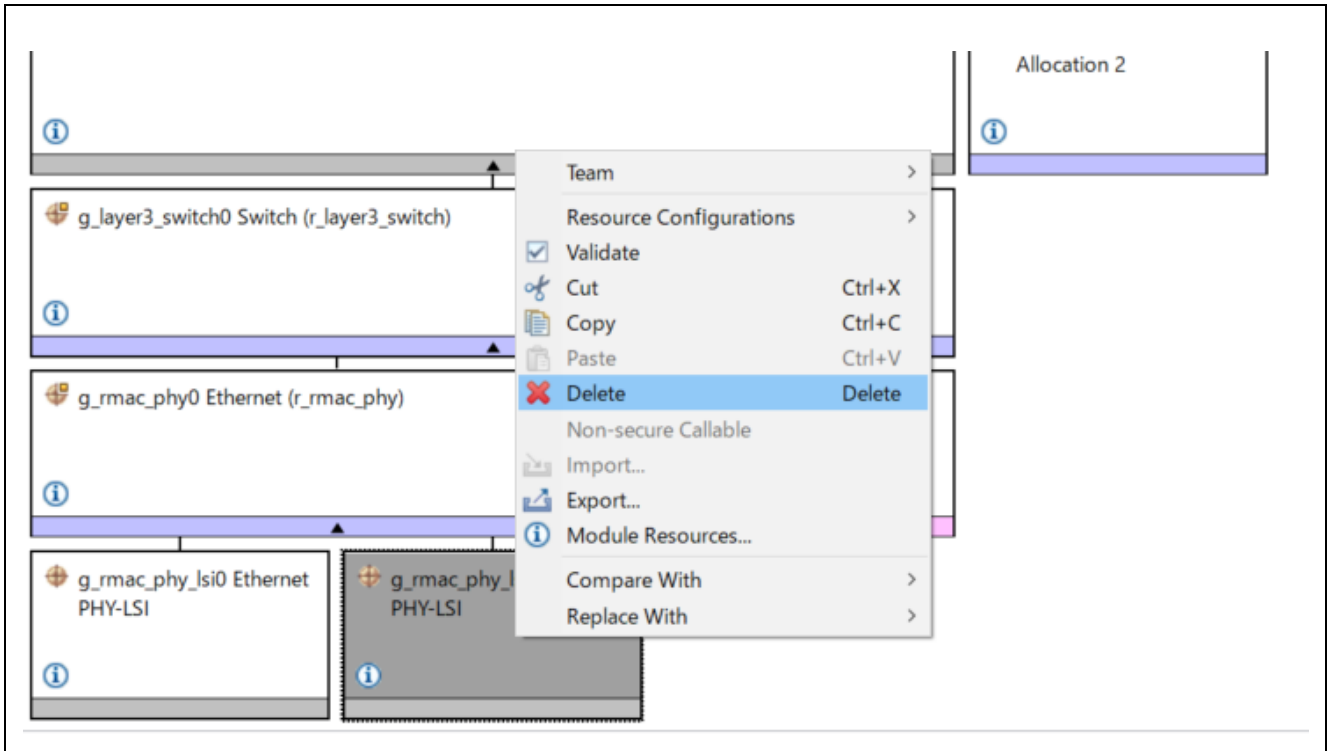 Allocation 2
g_layer3_switch0 Switch (r_layer3_switch)
g_rmac_phy0 Ethernet (r_rmac_phy)
g_rmac_phy_lsi0 Ethernet
PHY-LSI
g_rmac_phy_l
PHY-LSI
Team
Resource Configurations
Validate
Cut Ctrl+X
Copy Ctrl+C
Paste Ctrl+V
Delete Delete
Non-secure Callable
Import...
Export...
Module Resources...
Compare With
Replace With